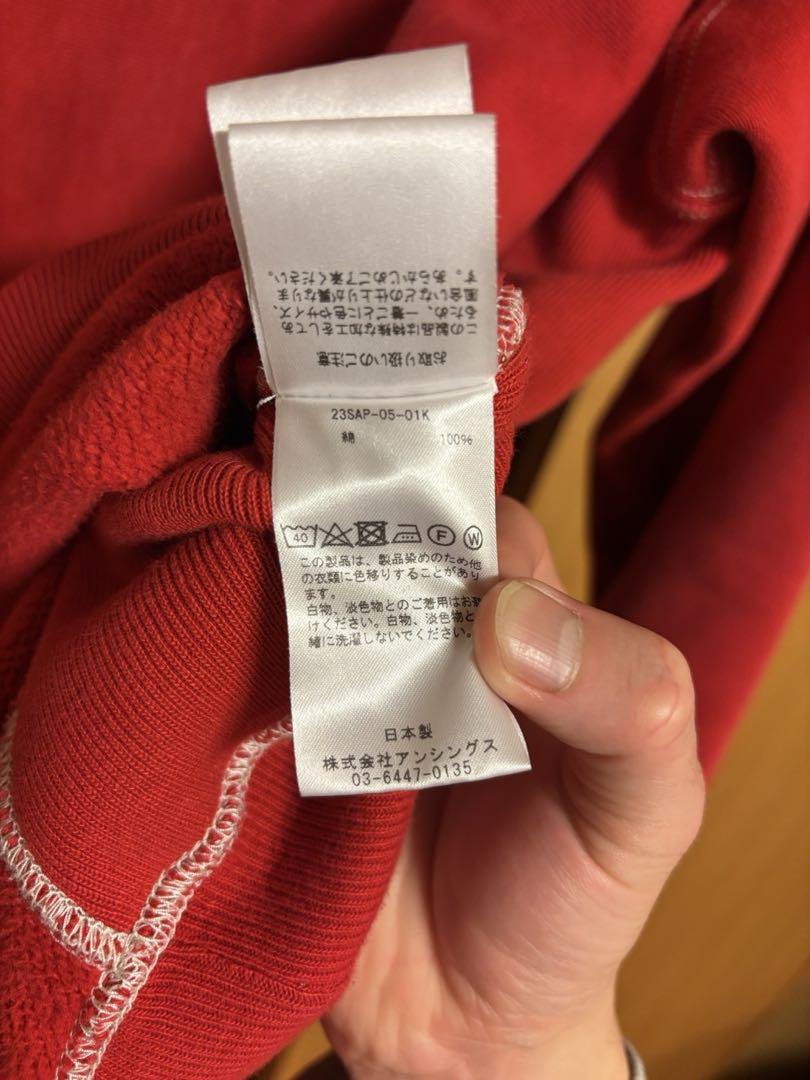 お取り扱いのご注意
この製品は特殊な加工をしてあ
るため、一着ごとに色やサイズ、
風合いなどの仕上りが異なりま
す。あらかじめご了承ください。
23SAP-05-01K
綿 100%
40 F W
この製品は、製品染めのため他
の衣類に色移りすることがあり
ます。
白物、淡色物とのご着用はお避
けください。白物、淡色物と
緒に洗濯しないでください。
日本製
株式会社アンシングス
03-6447-0135